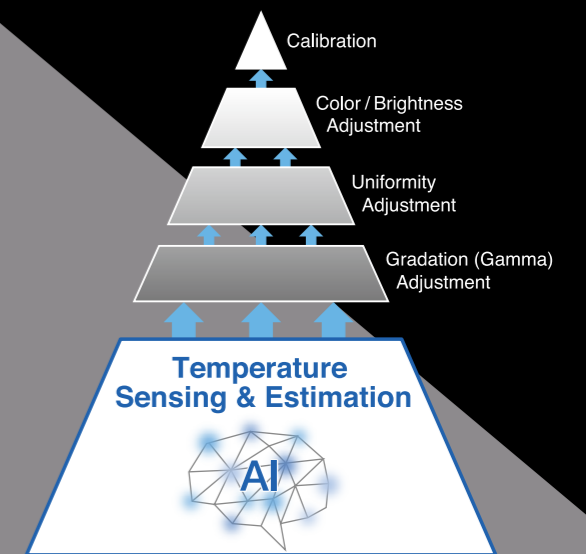 Calibration
Color / Brightness
Adjustment
Uniformity
Adjustment
Gradation (Gamma)
Adjustment
Temperature
Sensing & Estimation
AI